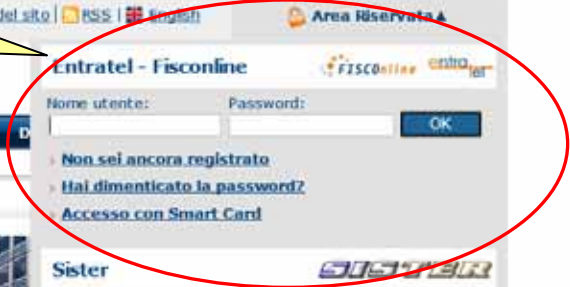 del sito | RSS | English Area Riservata
Entratel - Fisconline FISConline entratel
Nome utente: Password:
D OK
Non sei ancora registrato
Hai dimenticato la password?
Accesso con Smart Card
Sister SISTER